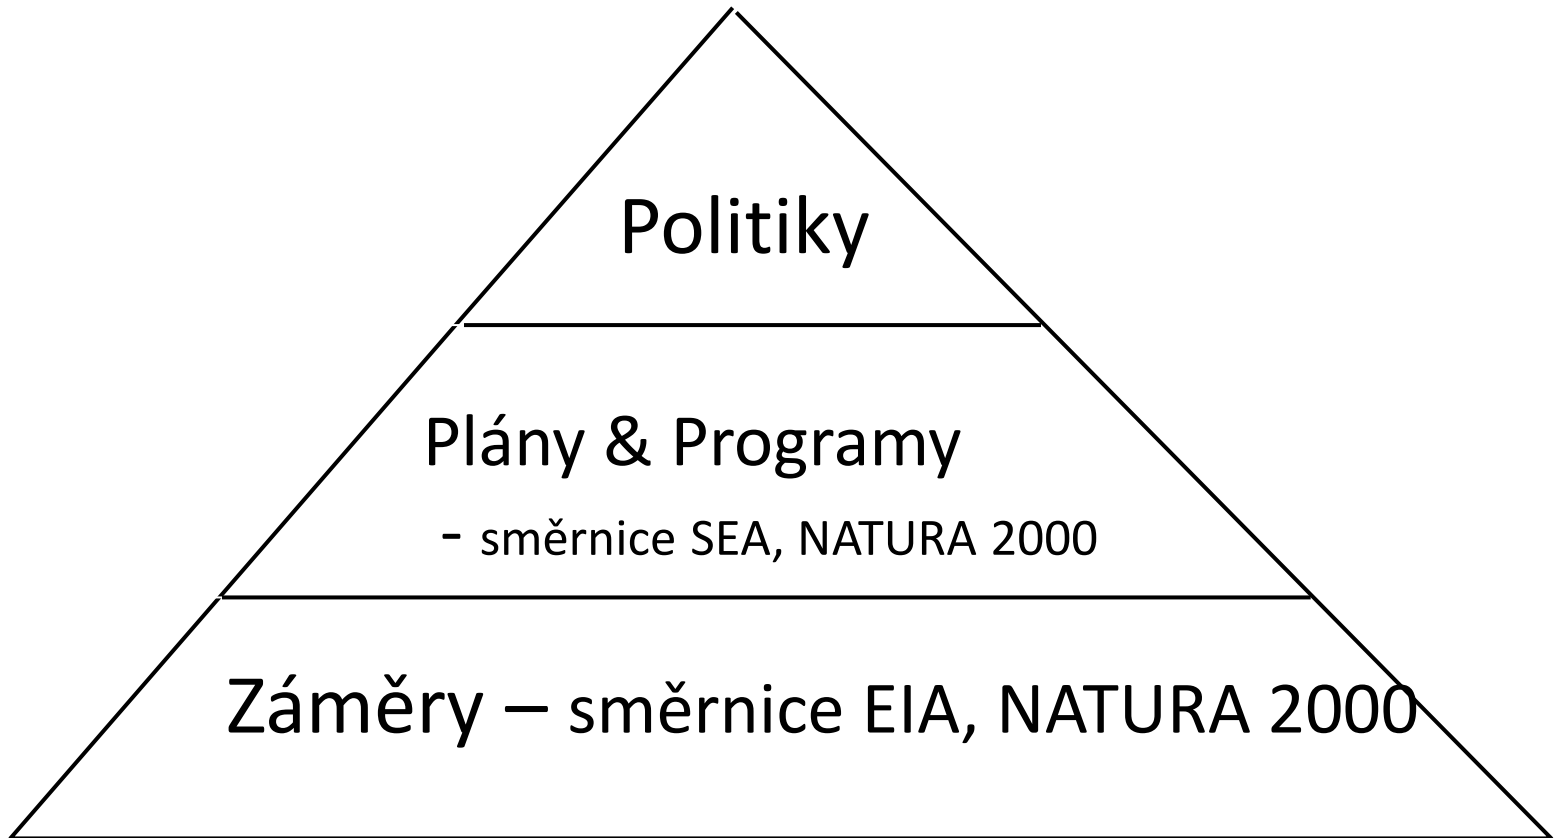 Politiky
Plány & Programy
- směrnice SEA, NATURA 2000
Záměry – směrnice EIA, NATURA 2000